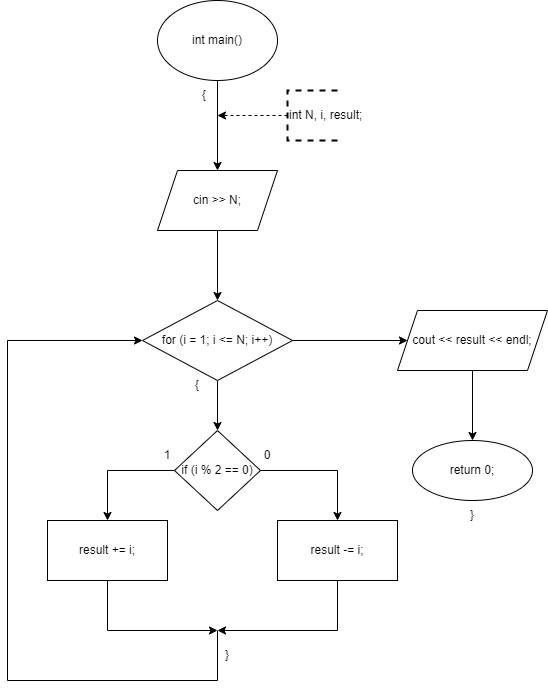 int main()
{
int N, i, result;
cin >> N;
for (i = 1; i <= N; i++)
cout << result << endl;
{
1
0
if (i % 2 == 0)
return 0;
}
result += i;
result -= i;
}